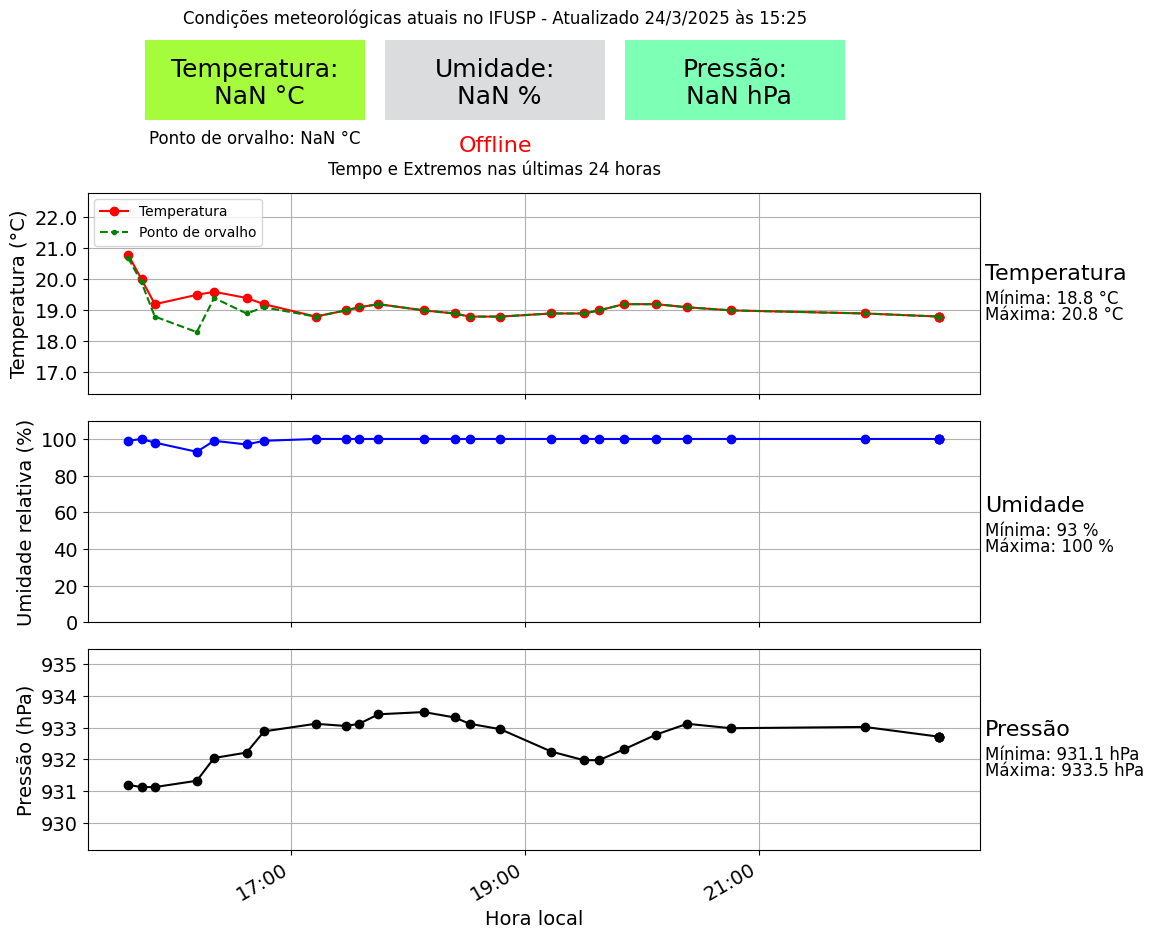 Condições meteorológicas atuais no IFUSP - Atualizado 24/3/2025 às 15:25
Temperatura:
NaN °C
Umidade:
NaN %
Pressão:
NaN hPa
Ponto de orvalho: NaN °C
Offline
Tempo e Extremos nas últimas 24 horas
Temperatura (°C)
22.0
21.0
20.0
19.0
18.0
17.0
Temperatura
Ponto de orvalho
Temperatura
Mínima: 18.8 °C
Máxima: 20.8 °C
Umidade relativa (%)
100
80
60
40
20
0
Umidade
Mínima: 93 %
Máxima: 100 %
Pressão (hPa)
935
934
933
932
931
930
Pressão
Mínima: 931.1 hPa
Máxima: 933.5 hPa
17:00
19:00
21:00
Hora local